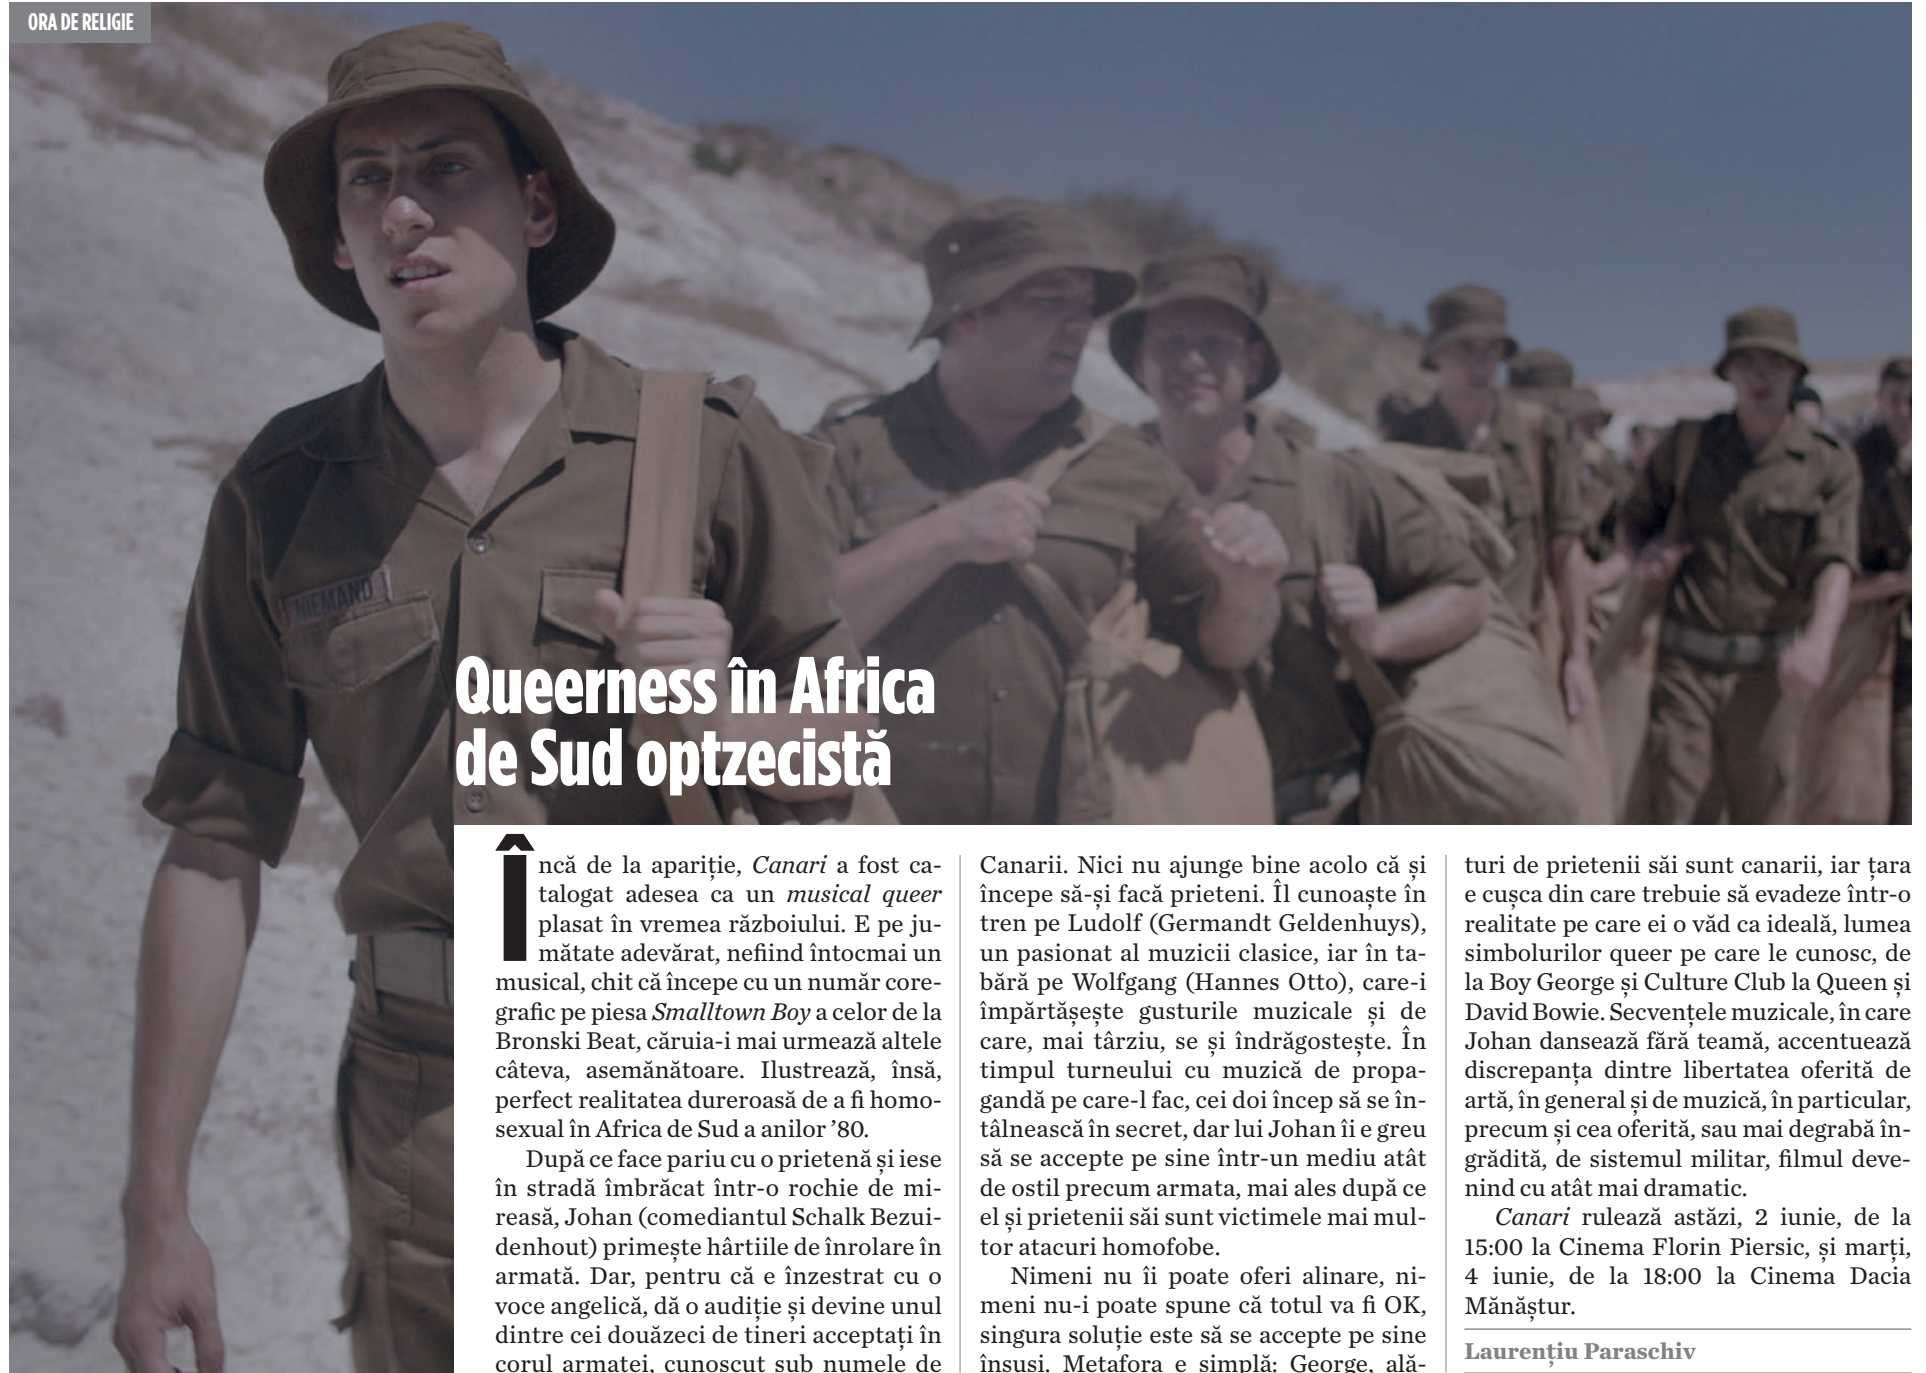 ORA DE RELIGIE
NIEMAND
Queerness în Africa
de Sud optzecistă
Încă de la apariție, Canari a fost ca-
talogat adesea ca un musical queer
plasat în vremea războiului. E pe ju-
mătate adevărat, nefiind întocmai un
musical, chit că începe cu un număr core-
grafic pe piesa Smalltown Boy a celor de la
Bronski Beat, căruia-i mai urmează altele
câteva, asemănătoare. Ilustrează, însă,
perfect realitatea dureroasă de a fi homo-
sexual în Africa de Sud a anilor ’80.
După ce face pariu cu o prietenă și iese
în stradă îmbrăcat într-o rochie de mi-
reasă, Johan (comediantul Schalk Bezui-
denhout) primește hârtiile de înrolare în
armată. Dar, pentru că e înzestrat cu o
voce angelică, dă o audiție și devine unul
dintre cei douăzeci de tineri acceptați în
corul armatei, cunoscut sub numele de
Canarii. Nici nu ajunge bine acolo că și
începe să-și facă prieteni. Îl cunoaște în
tren pe Ludolf (Germandt Geldenhuys),
un pasionat al muzicii clasice, iar în ta-
bără pe Wolfgang (Hannes Otto), care-i
împărtășește gusturile muzicale și de
care, mai târziu, se și îndrăgostește. În
timpul turneului cu muzică de propa-
gandă pe care-l fac, cei doi încep să se în-
tâlnească în secret, dar lui Johan îi e greu
să se accepte pe sine într-un mediu atât
de ostil precum armata, mai ales după ce
el și prietenii săi sunt victimele mai mul-
tor atacuri homofobe.
Nimeni nu îi poate oferi alinare, ni-
meni nu-i poate spune că totul va fi OK,
singura soluție este să se accepte pe sine
însuși. Metafora e simplă: George, ală-
turi de prietenii săi sunt canarii, iar țara
e cușca din care trebuie să evadeze într-o
realitate pe care ei o văd ca ideală, lumea
simbolurilor queer pe care le cunosc, de
la Boy George și Culture Club la Queen și
David Bowie. Secvențele muzicale, în care
Johan dansează fără teamă, accentuează
discrepanța dintre libertatea oferită de
artă, în general și de muzică, în particular,
precum și cea oferită, sau mai degrabă în-
grădită, de sistemul militar, filmul deve-
nind cu atât mai dramatic.
Canari rulează astăzi, 2 iunie, de la
15:00 la Cinema Florin Piersic, și marți,
4 iunie, de la 18:00 la Cinema Dacia
Mănăștur.
Laurențiu Paraschiv